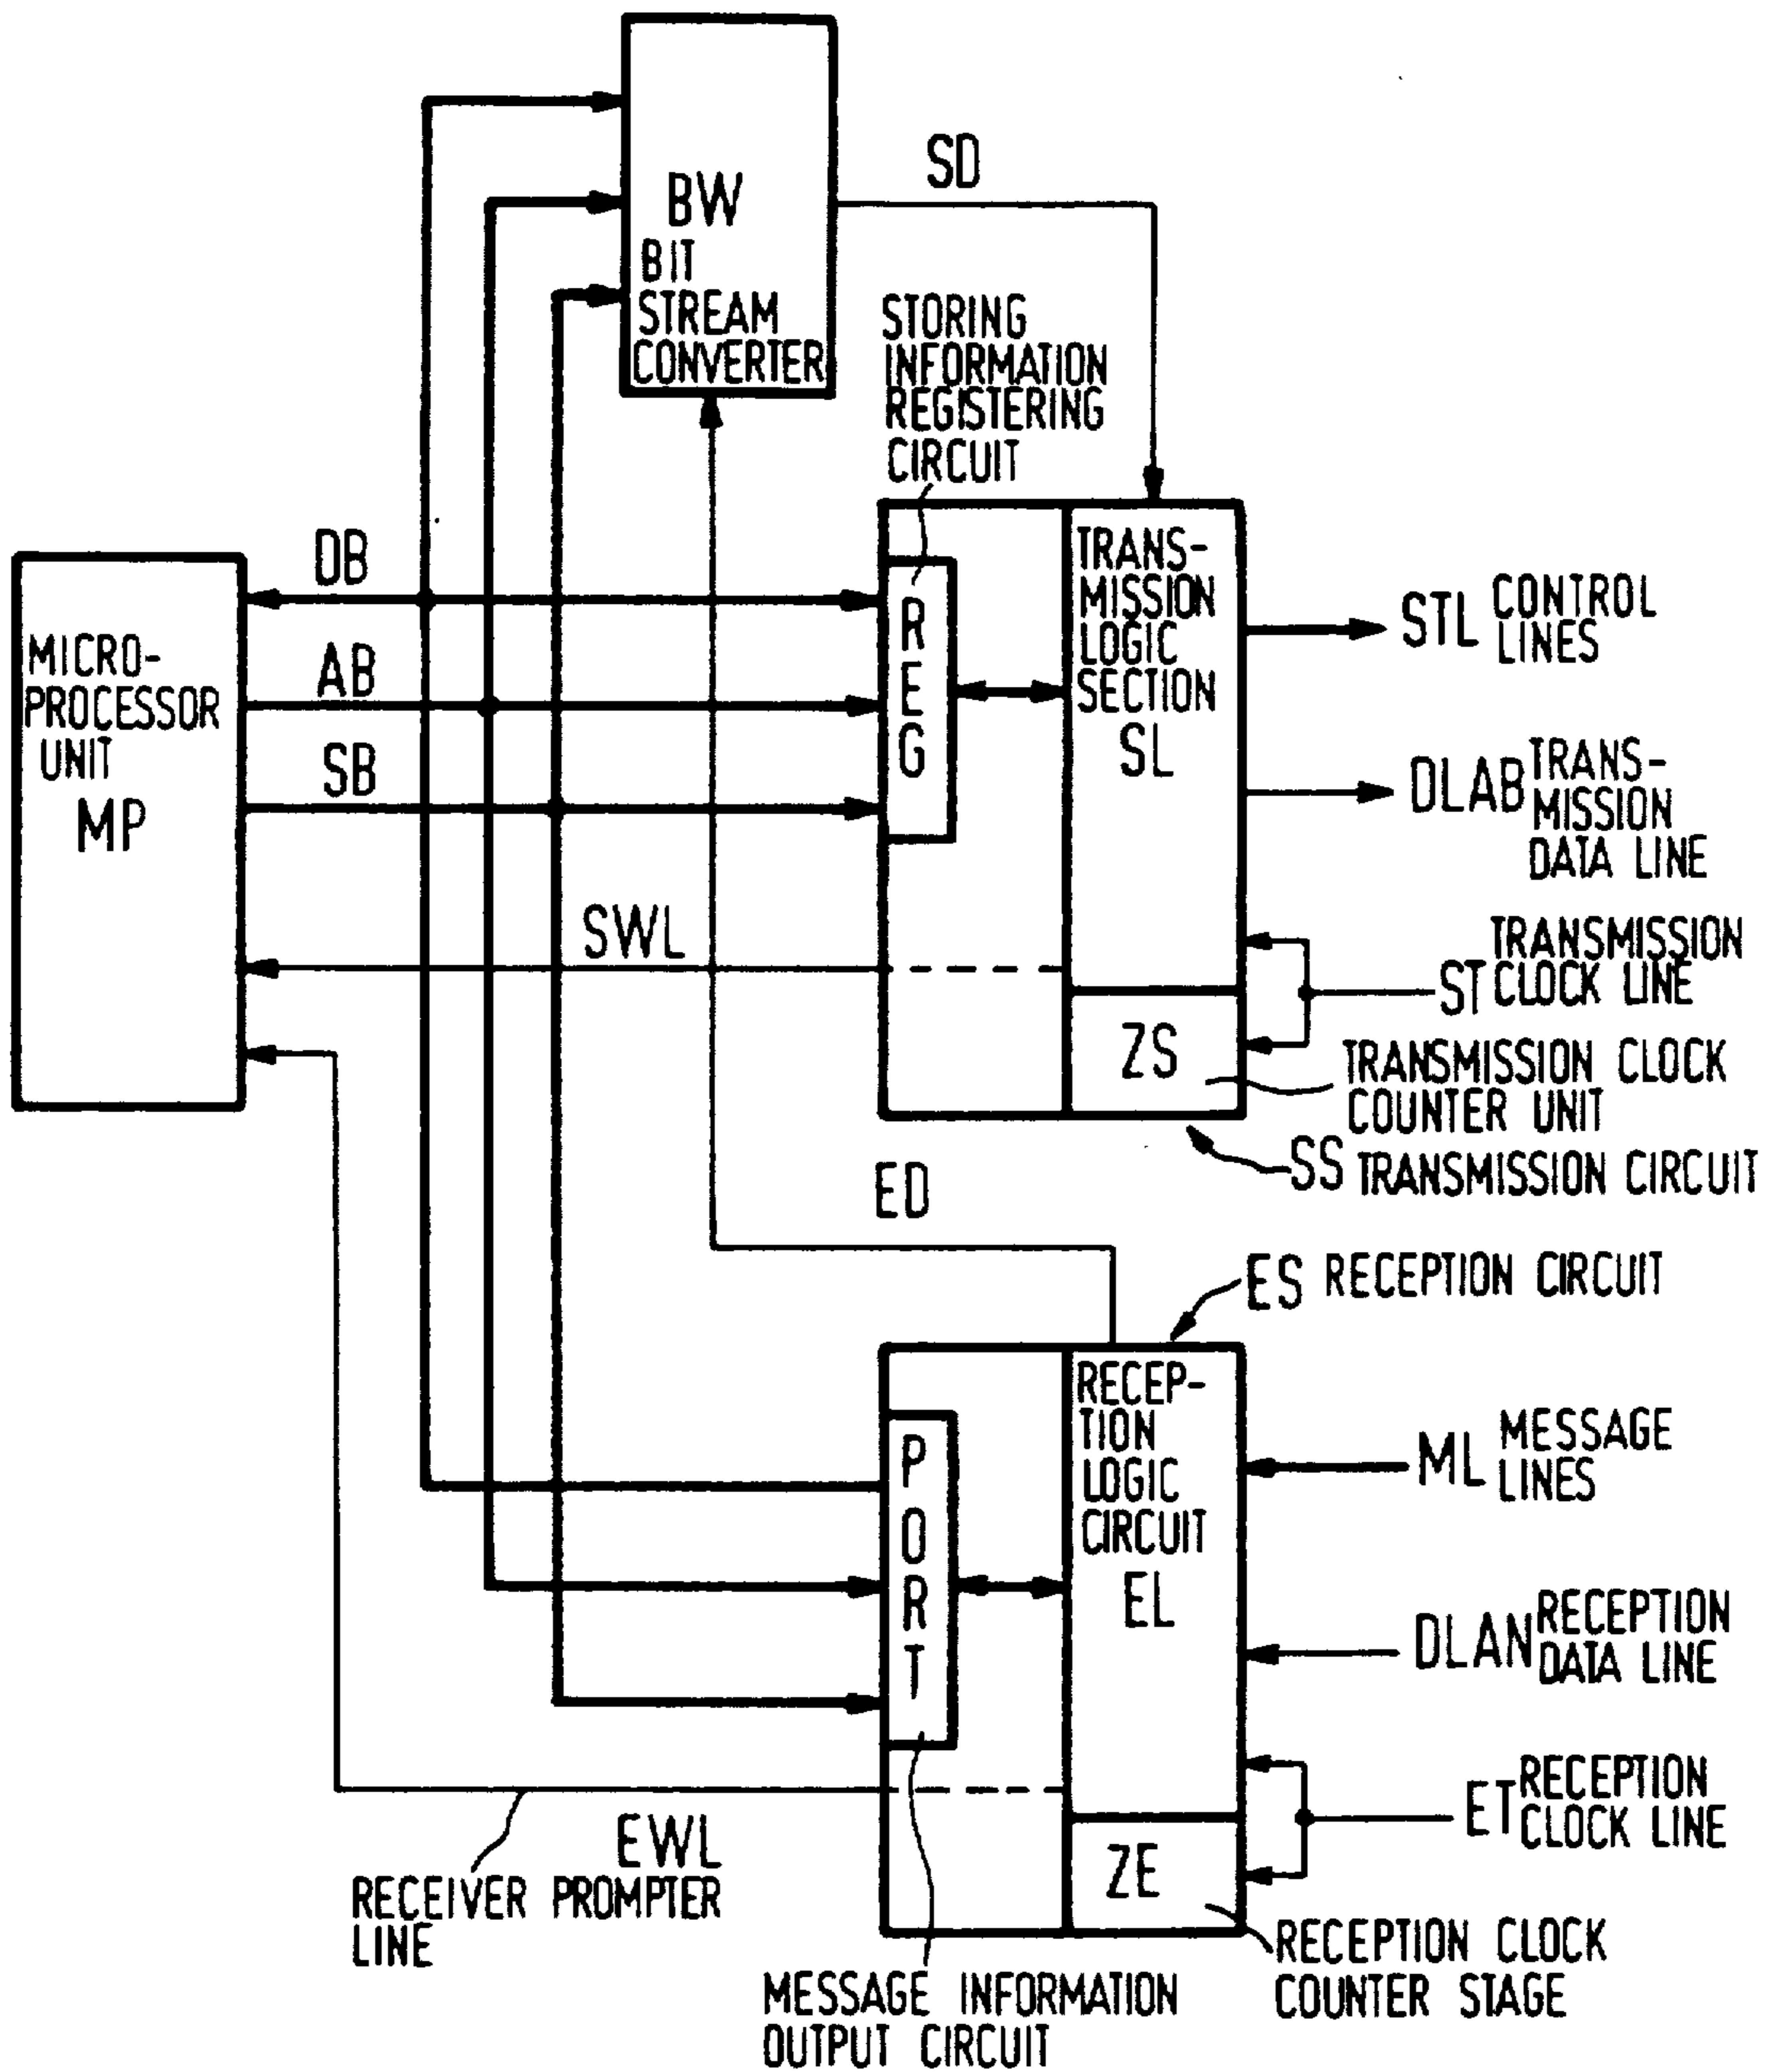 BW
BIT
STREAM
CONVERTER
SD
STORING
INFORMATION
REGISTERING
CIRCUIT
DB
AB
SB
MICRO-
PROCESSOR
UNIT
MP
REG
TRANS-
MISSION
LOGIC
SECTION
SL
STL CONTROL
LINES
DLAB TRANS-
MISSION
DATA LINE
SWL
ST TRANSMISSION
CLOCK LINE
ZS
TRANSMISSION CLOCK
COUNTER UNIT
SS TRANSMISSION CIRCUIT
ED
ES RECEPTION CIRCUIT
PORT
RECEP-
TION
LOGIC
CIRCUIT
EL
ML MESSAGE
LINES
DLAN RECEPTION
DATA LINE
ET RECEPTION
CLOCK LINE
EWL
RECEIVER PROMPTER
LINE
ZE
RECEPTION CLOCK
COUNTER STAGE
MESSAGE INFORMATION
OUTPUT CIRCUIT